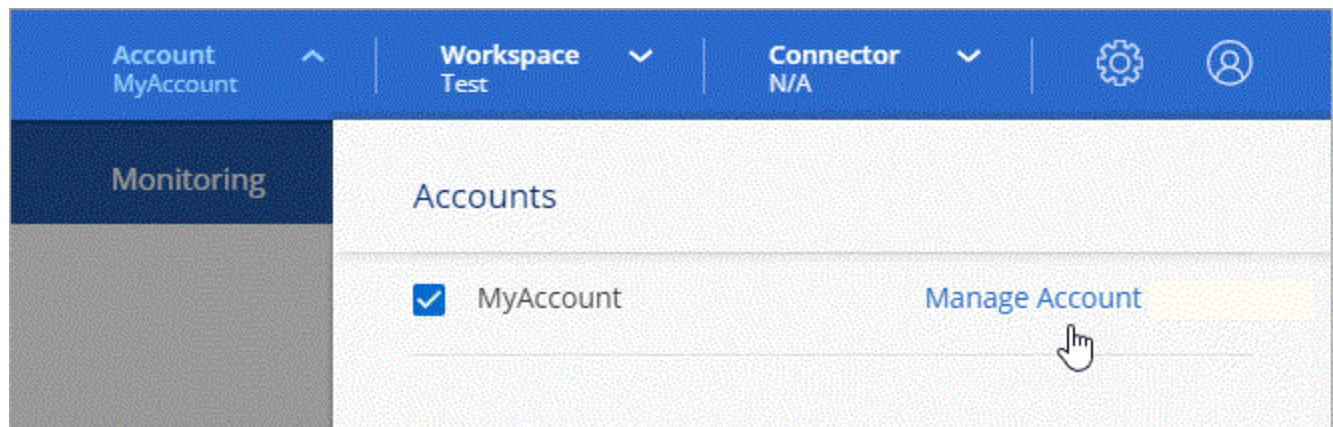 Account
MyAccount
Workspace
Test
Connector
N/A
Monitoring
Accounts
MyAccount
Manage Account